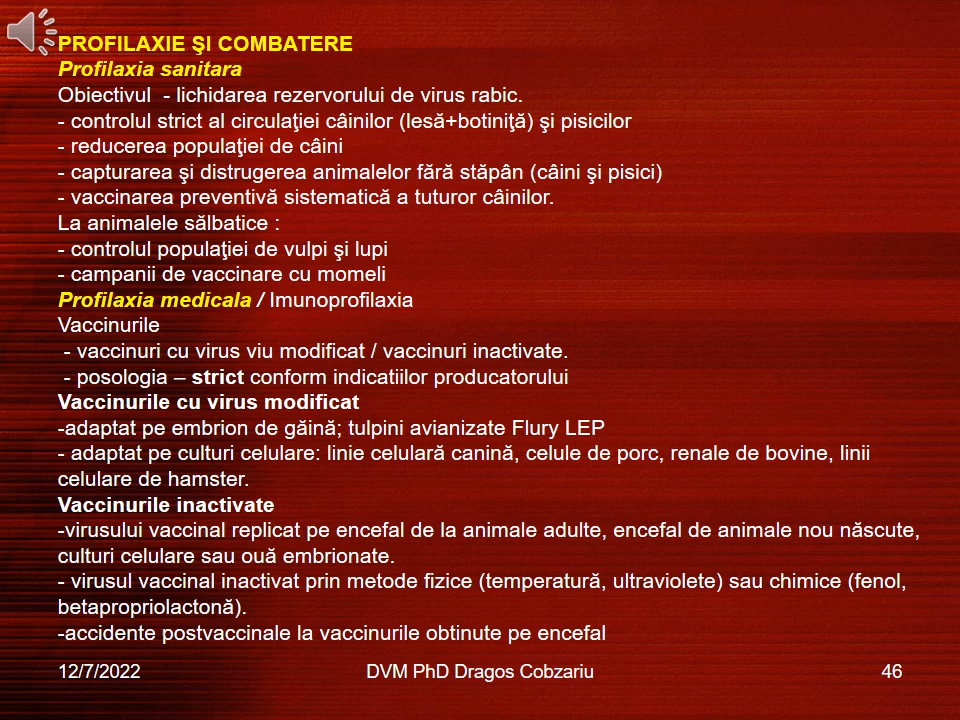 PROFILAXIE ŞI COMBATERE
Profilaxia sanitara
Obiectivul - lichidarea rezervorului de virus rabic.
- controlul strict al circulaţiei câinilor (lesă+botiniţă) şi pisicilor
- reducerea populaţiei de câini
- capturarea şi distrugerea animalelor fără stăpân (câini şi pisici)
- vaccinarea preventivă sistematică a tuturor câinilor.
La animalele sălbatice :
- controlul populaţiei de vulpi şi lupi
- campanii de vaccinare cu momeli
Profilaxia medicala / Imunoprofilaxia
Vaccinurile
- vaccinuri cu virus viu modificat / vaccinuri inactivate.
- posologia – strict conform indicatiilor producatorului
Vaccinurile cu virus modificat
-adaptat pe embrion de găină; tulpini avianizate Flury LEP
- adaptat pe culturi celulare: linie celulară canină, celule de porc, renale de bovine, linii
celulare de hamster.
Vaccinurile inactivate
-virusului vaccinal replicat pe encefal de la animale adulte, encefal de animale nou născute,
culturi celulare sau ouă embrionate.
- virusul vaccinal inactivat prin metode fizice (temperatură, ultraviolete) sau chimice (fenol,
betapropriolactonă).
-accidente postvaccinale la vaccinurile obtinute pe encefal
12/7/2022 DVM PhD Dragos Cobzariu 46